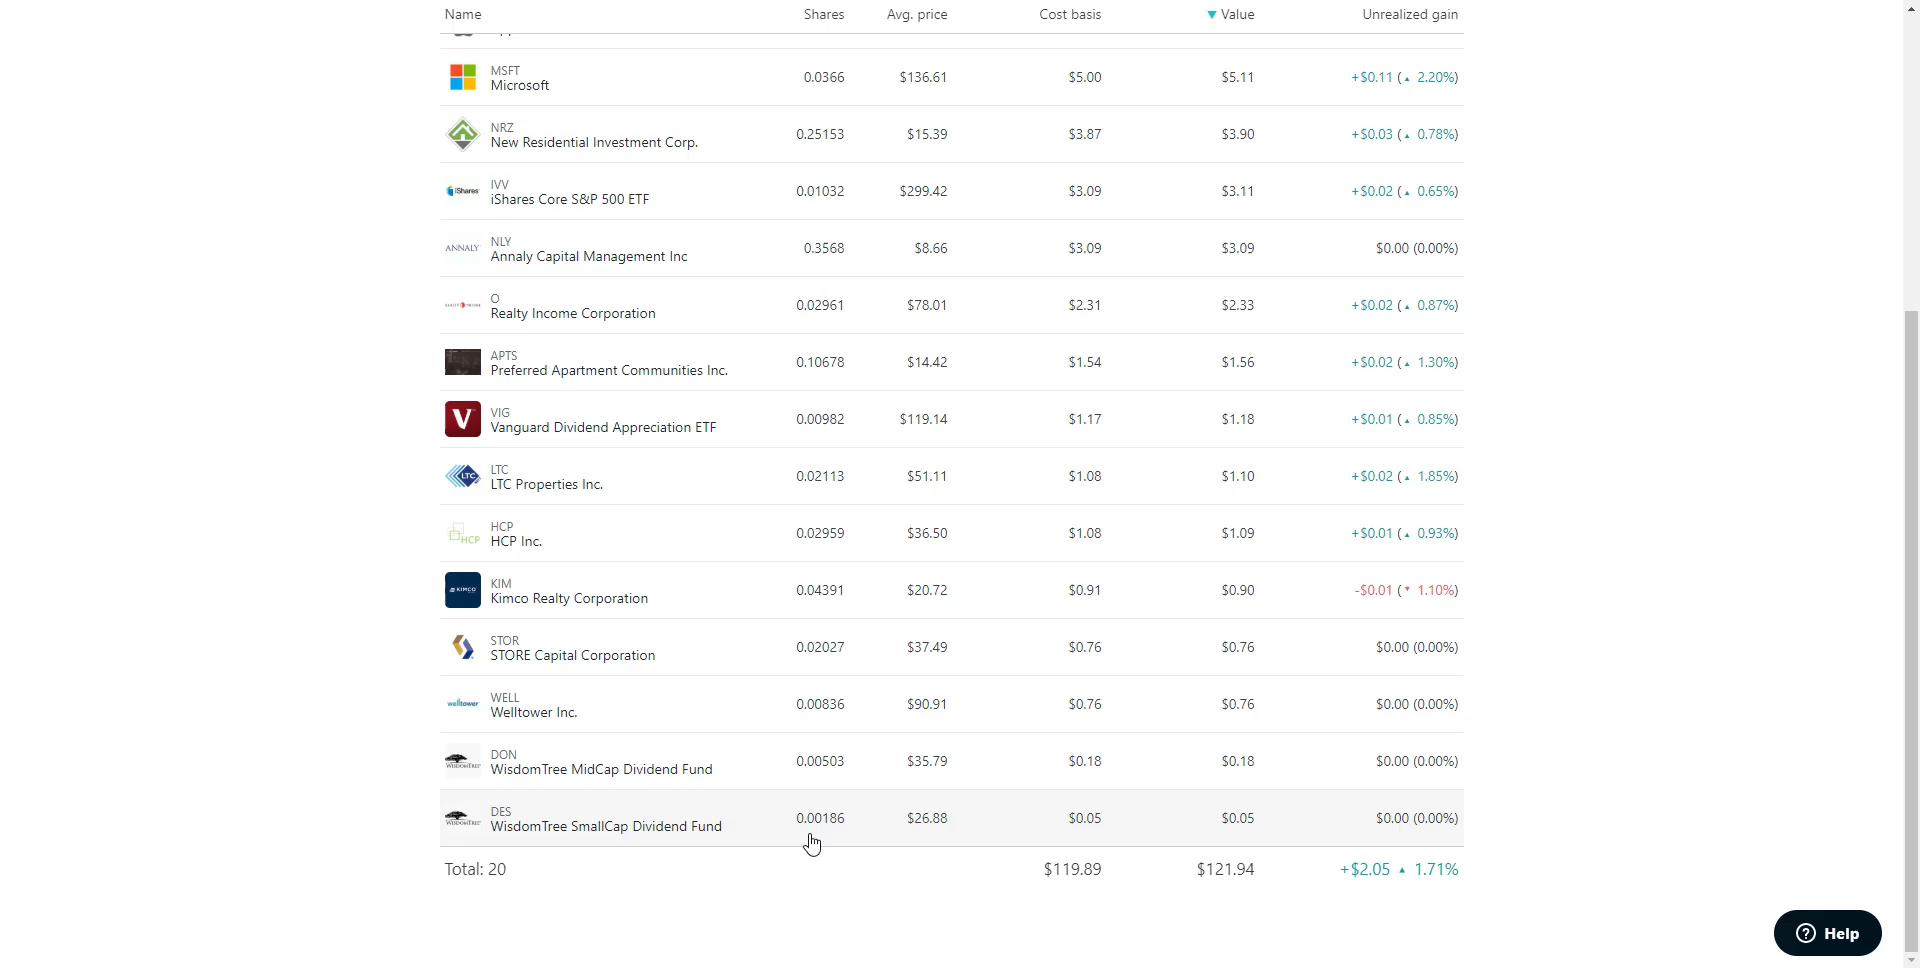 Name Shares Avg. price Cost basis ▼ Value Unrealized gain
MSFT
Microsoft 0.0366 $136.61 $5.00 $5.11 +$0.11 (▲ 2.20%)
NRZ
New Residential Investment Corp. 0.25153 $15.39 $3.87 $3.90 +$0.03 (▲ 0.78%)
iShares
IVV
iShares Core S&P 500 ETF 0.01032 $299.42 $3.09 $3.11 +$0.02 (▲ 0.65%)
ANNALY
NLY
Annaly Capital Management Inc 0.3568 $8.66 $3.09 $3.09 $0.00 (0.00%)
O
Realty Income Corporation 0.02961 $78.01 $2.31 $2.33 +$0.02 (▲ 0.87%)
APTS
Preferred Apartment Communities Inc. 0.10678 $14.42 $1.54 $1.56 +$0.02 (▲ 1.30%)
V
VIG
Vanguard Dividend Appreciation ETF 0.00982 $119.14 $1.17 $1.18 +$0.01 (▲ 0.85%)
LTC
LTC
LTC Properties Inc. 0.02113 $51.11 $1.08 $1.10 +$0.02 (▲ 1.85%)
HCP
HCP
HCP Inc. 0.02959 $36.50 $1.08 $1.09 +$0.01 (▲ 0.93%)
KIMCO
KIM
Kimco Realty Corporation 0.04391 $20.72 $0.91 $0.90 -$0.01 (▼ 1.10%)
STOR
STORE Capital Corporation 0.02027 $37.49 $0.76 $0.76 $0.00 (0.00%)
welltower
WELL
Welltower Inc. 0.00836 $90.91 $0.76 $0.76 $0.00 (0.00%)
WISDOMTREE
DON
WisdomTree MidCap Dividend Fund 0.00503 $35.79 $0.18 $0.18 $0.00 (0.00%)
WISDOMTREE
DES
WisdomTree SmallCap Dividend Fund 0.00186 $26.88 $0.05 $0.05 $0.00 (0.00%)
Total: 20 $119.89 $121.94 +$2.05 ▲ 1.71%
? Help